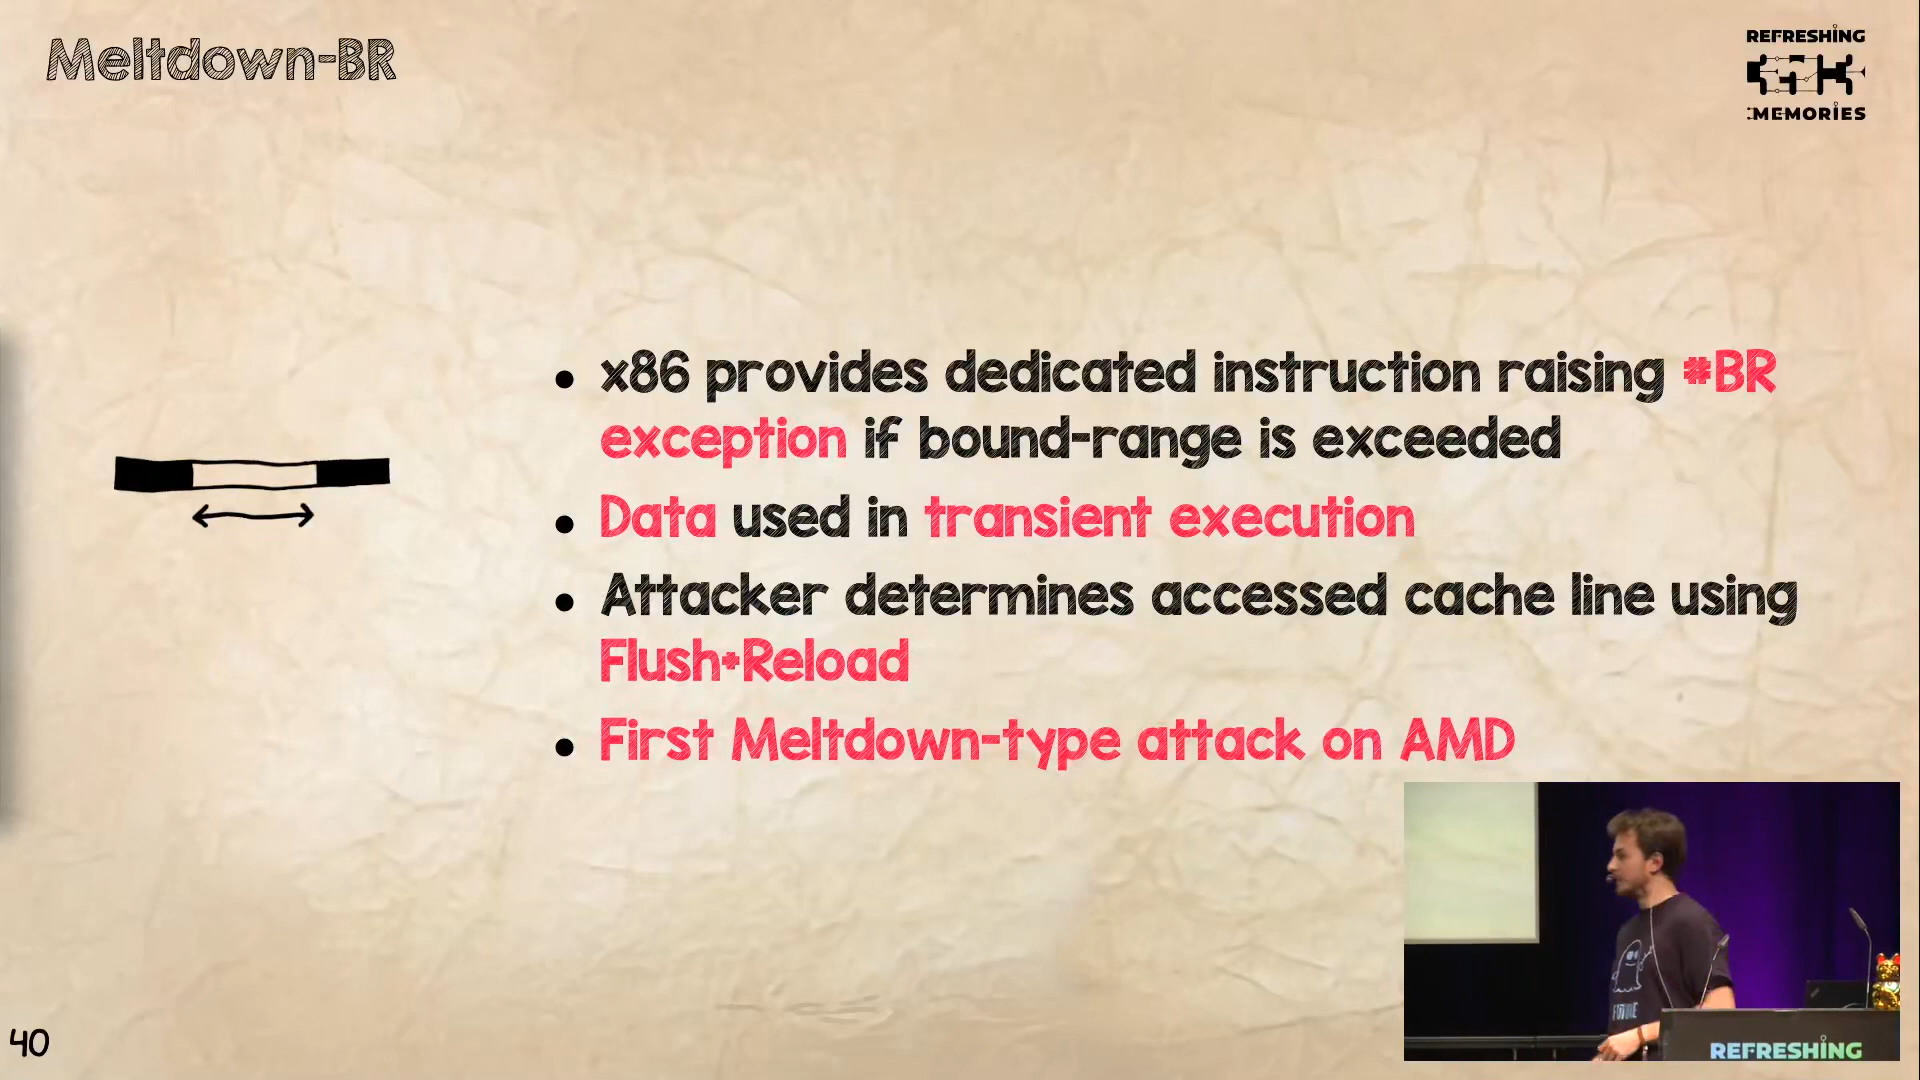 Meltdown-BR
REFRESHING
MEMORIES
x86 provides dedicated instruction raising #BR
exception if bound-range is exceeded
Data used in transient execution
Attacker determines accessed cache line using
Flush+Reload
First Meltdown-type attack on AMD
40
REFRESHING